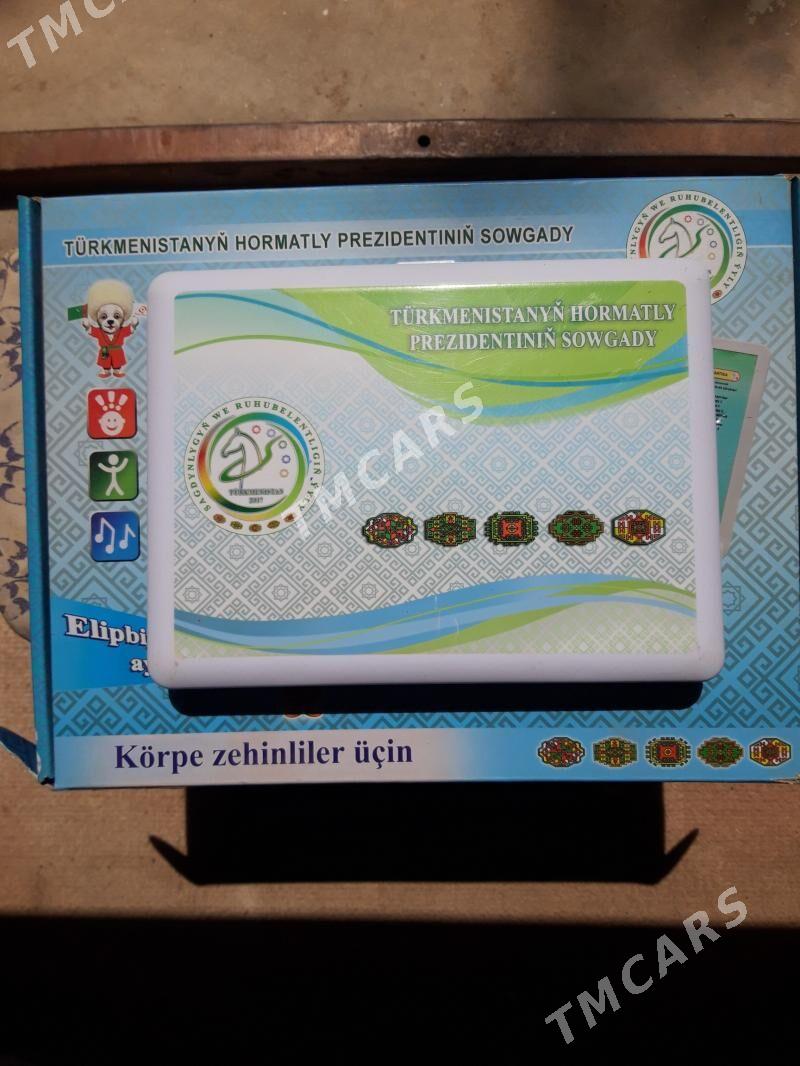 TMCARS
TÜRKMENISTANYŇ HORMATLY PREZIDENTINIŇ SOWGADY
TÜRKMENISTANYŇ HORMATLY
PREZIDENTINIŇ SOWGADY
SAGDYNLYGYŇ WE RUHUBELENTLIGIŇ ÝYLY
TÜRKMENISTAN
2017
TMCARS
Körpe zehinliler üçin
TMCARS